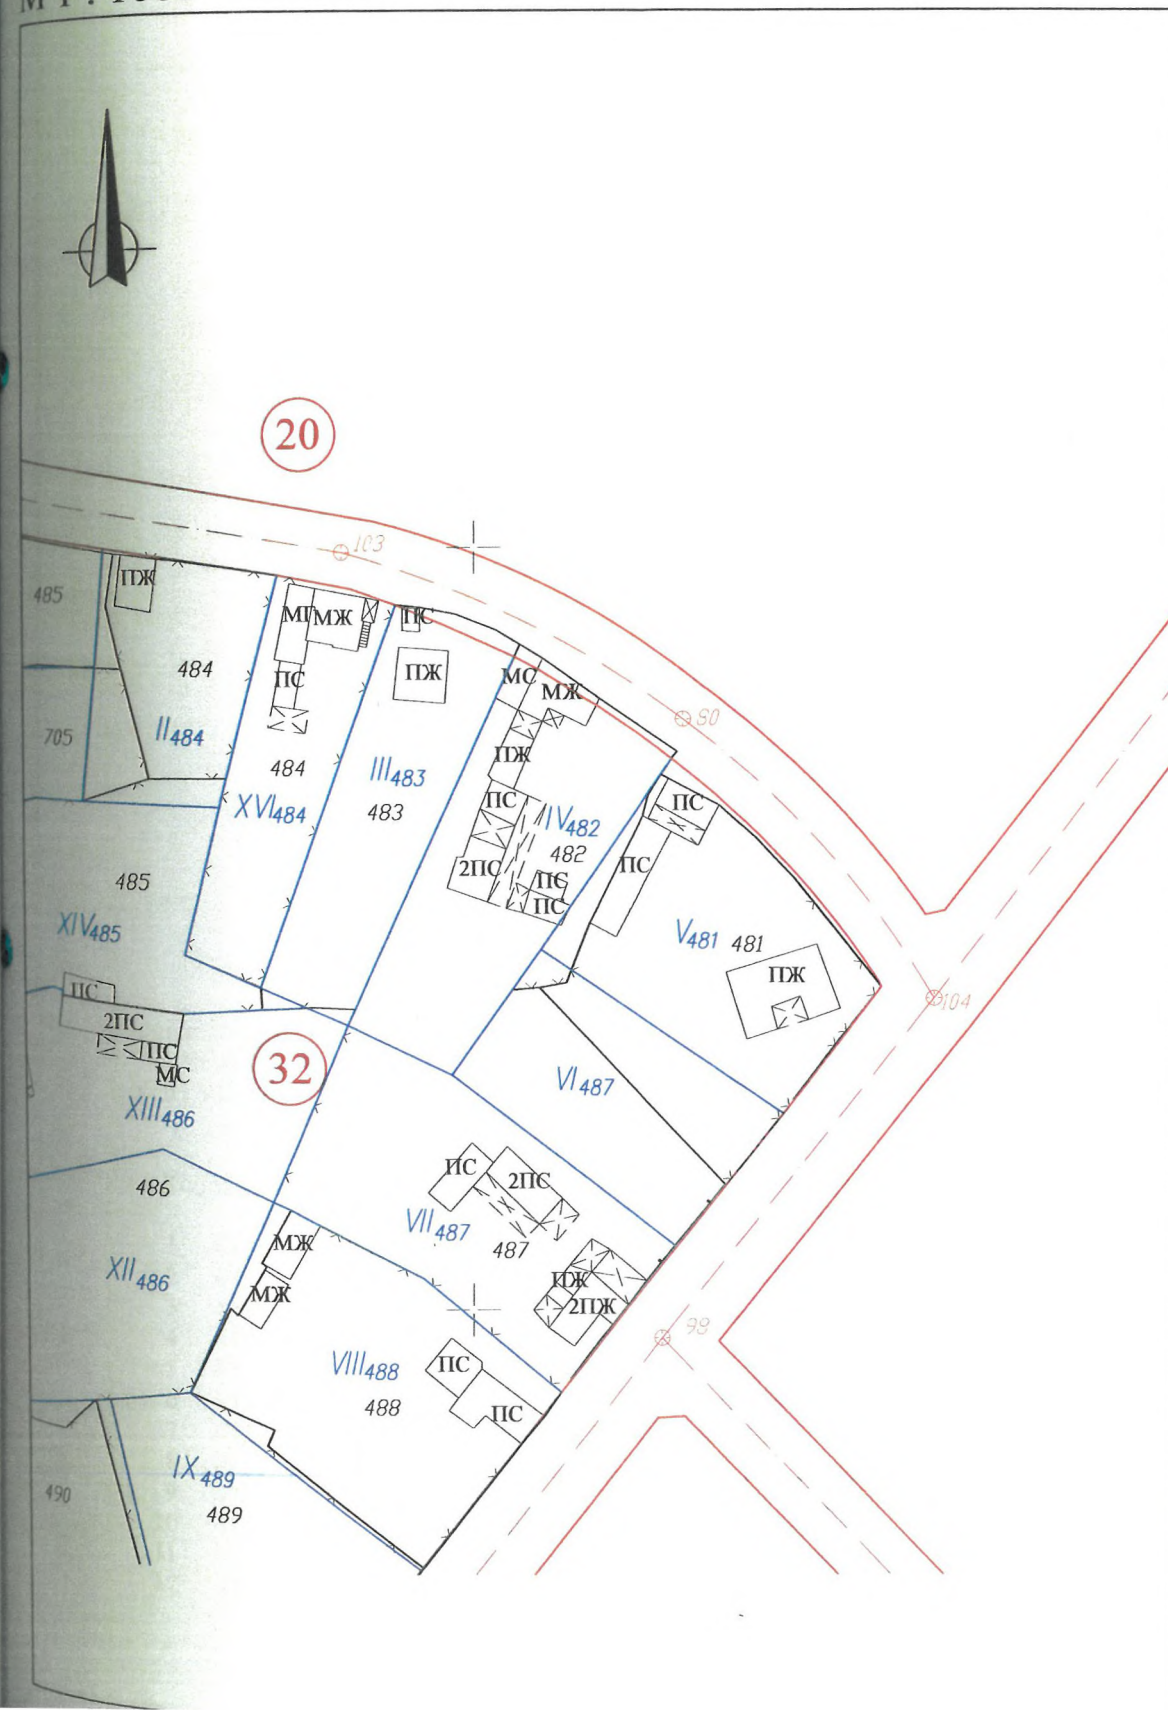 20
103
ПЖ
485
МГ
МЖ
ПС
484
ПС
ПЖ
МС
МЖ
80
705
II484
484
III483
ПЖ
XVI484
483
ПС
IV482
482
ПС
ПС
2ПС
ПС
ПС
485
XIV485
V481
481
ПЖ
104
ПС
2ПС
ПС
МС
32
VI487
XIII486
486
ПС
2ПС
VII487
487
МЖ
XII486
МЖ
ПЖ
2ПЖ
98
VIII488
ПС
488
ПС
IX489
490
489